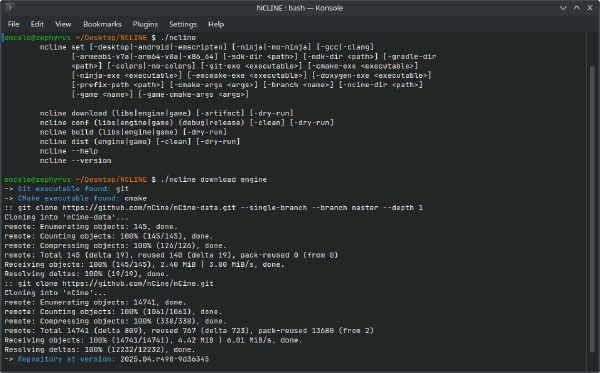 NCLINE : bash — Konsole
File Edit View Bookmarks Plugins Settings Help
encelo@zephyrus ~/Desktop/NCLINE $ ./ncline
ncline set [-desktop|-android|-emscripten] [-ninja|-no-ninja] [-gcc|-clang]
[-armeabi-v7a|-arm64-v8a|-x86_64] [-sdk-dir <path>] [-ndk-dir <path>] [-gradle-dir
<path>] [-colors|-no-colors] [-git-exe <executable>] [-cmake-exe <executable>]
[-ninja-exe <executable>] [-emcmake-exe <executable>] [-doxygen-exe <executable>]
[-prefix-path <path>] [-cmake-args <args>] [-branch <name>] [-ncine-dir <path>]
[-game <name>] [-game-cmake-args <args>]
ncline download (libs|engine|game) [-artifact] [-dry-run]
ncline conf (libs|engine|game) (debug|release) [-clean] [-dry-run]
ncline build (libs|engine|game) [-dry-run]
ncline dist (engine|game) [-clean] [-dry-run]
ncline --help
ncline --version
encelo@zephyrus ~/Desktop/NCLINE $ ./ncline download engine
-> Git executable found: git
-> CMake executable found: cmake
:: git clone https://github.com/nCine/nCine-data.git --single-branch --branch master --depth 1
Cloning into 'nCine-data'...
remote: Enumerating objects: 145, done.
remote: Counting objects: 100% (145/145), done.
remote: Compressing objects: 100% (126/126), done.
remote: Total 145 (delta 19), reused 140 (delta 19), pack-reused 0 (from 0)
Receiving objects: 100% (145/145), 2.40 MiB | 3.80 MiB/s, done.
Resolving deltas: 100% (19/19), done.
:: git clone https://github.com/nCine/nCine.git
Cloning into 'nCine'...
remote: Enumerating objects: 14741, done.
remote: Counting objects: 100% (1061/1061), done.
remote: Compressing objects: 100% (338/338), done.
remote: Total 14741 (delta 809), reused 767 (delta 723), pack-reused 13680 (from 2)
Receiving objects: 100% (14741/14741), 4.42 MiB | 6.01 MiB/s, done.
Resolving deltas: 100% (12232/12232), done.
-> Repository at version: 2025.04.r498-9d36345